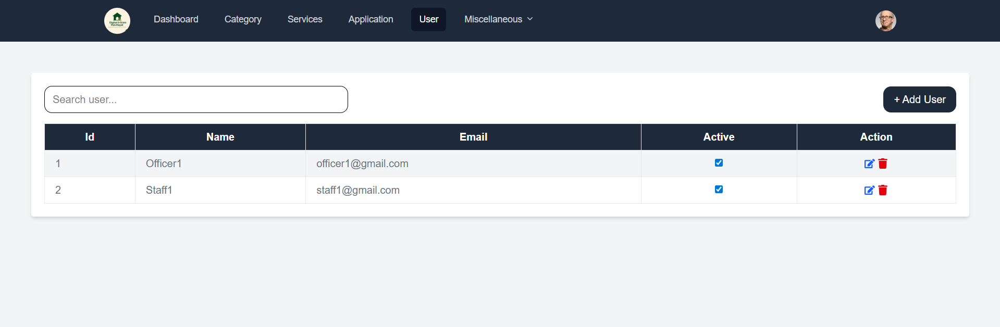 Digital E-Gram
Panchayat
Dashboard Category Services Application User Miscellaneous
Search user...
+ Add User
Id Name Email Active Action
1 Officer1 officer1@gmail.com
2 Staff1 staff1@gmail.com